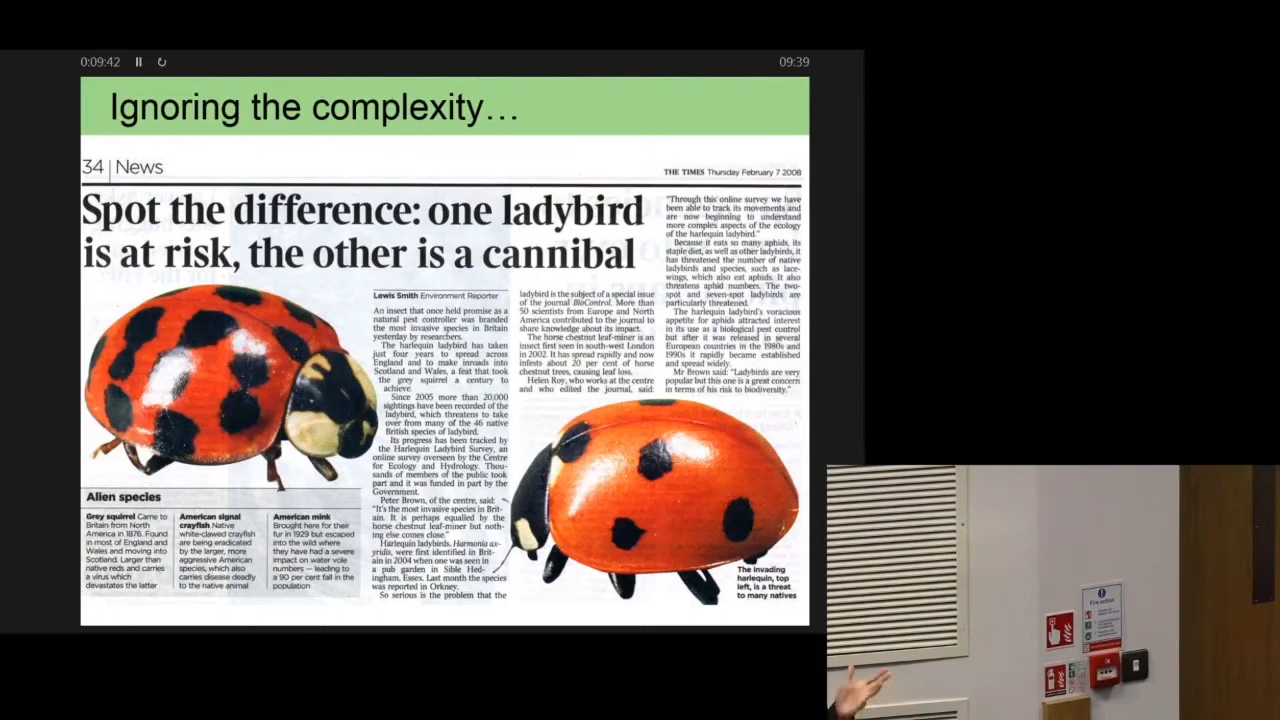 0:09:42
09:39
Ignoring the complexity…
34 | News
THE TIMES Thursday February 7 2008
Spot the difference: one ladybird
is at risk, the other is a cannibal
Lewis Smith Environment Reporter
An insect that once held promise as a
natural pest controller was branded
the most invasive species in Britain
yesterday by researchers.
The harlequin ladybird has taken
just four years to spread across
England and to make inroads into
Scotland and Wales, a feat that took
the grey squirrel a century to
achieve.
Since 2005 more than 20,000
sightings have been recorded of the
ladybird, which threatens to take
over from many of the 46 native
British species of ladybird.
Its progress has been tracked by
the Harlequin Ladybird Survey, an
online survey overseen by the Centre
for Ecology and Hydrology. Thou-
sands of members of the public took
part and it was funded in part by the
Government.
Peter Brown, of the centre, said:
"It's the most invasive species in Brit-
ain. It is perhaps equalled by the
horse chestnut leaf-miner but noth-
ing else comes close."
Harlequin ladybirds, Harmonia ax-
yridis, were first identified in Brit-
ain in 2004 when one was seen in
a pub garden in Sible Hed-
ingham, Essex. Last month the species
was reported in Orkney.
So serious is the problem that the
ladybird is the subject of a special issue
of the journal BioControl. More than
50 scientists from Europe and North
America contributed to the journal to
share knowledge about its impact.
The horse chestnut leaf-miner is an
insect first seen in south-west London
in 2002. It has spread rapidly and now
infests about 20 per cent of horse
chestnut trees, causing leaf loss.
Helen Roy, who works at the centre
and who edited the journal, said:
"Through this online survey we have
been able to track its movements and
are now beginning to understand
more complex aspects of the ecology
of the harlequin ladybird."
Because it eats so many aphids, its
staple diet, as well as other ladybirds, it
has threatened the number of native
ladybirds and species, such as lace-
wings, which also eat aphids. It also
threatens aphid numbers. The two-
spot and seven-spot ladybirds are
particularly threatened.
The harlequin ladybird's voracious
appetite for aphids attracted interest
in its use as a biological pest control
but after it was released in several
European countries in the 1980s and
1990s it rapidly became established
and spread widely.
Mr Brown said: "Ladybirds are very
popular but this one is a great concern
in terms of his risk to biodiversity."
Alien species
Grey squirrel Came to
Britain from North
America in 1876. Found
in most of England and
Wales and moving into
Scotland. Larger than
native reds and carries
a virus which
devastates the latter
American signal
crayfish Native
white-clawed crayfish
are being eradicated
by the larger, more
aggressive American
species, which also
carries disease deadly
to the native animal
American mink
Brought here for their
fur in 1929 but escaped
into the wild where
they have had a severe
impact on water vole
numbers — leading to
a 90 per cent fall in the
population
The invading
harlequin, top
left, is a threat
to many natives
Fire action